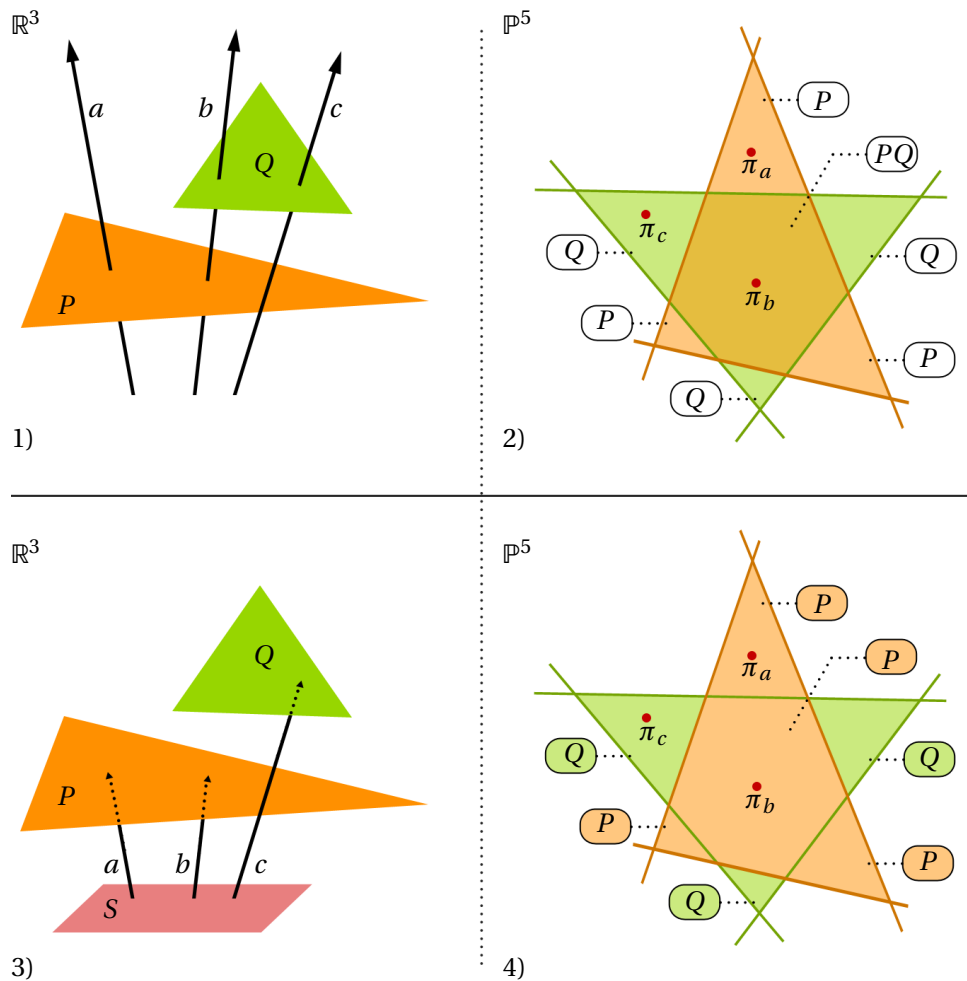 ℝ³
a
b
c
Q
P
1)
ℙ⁵
P
PQ
π_a
π_c
Q
Q
π_b
P
P
Q
2)
ℝ³
Q
P
a
b
c
S
3)
ℙ⁵
P
P
π_a
π_c
Q
Q
π_b
P
P
Q
4)